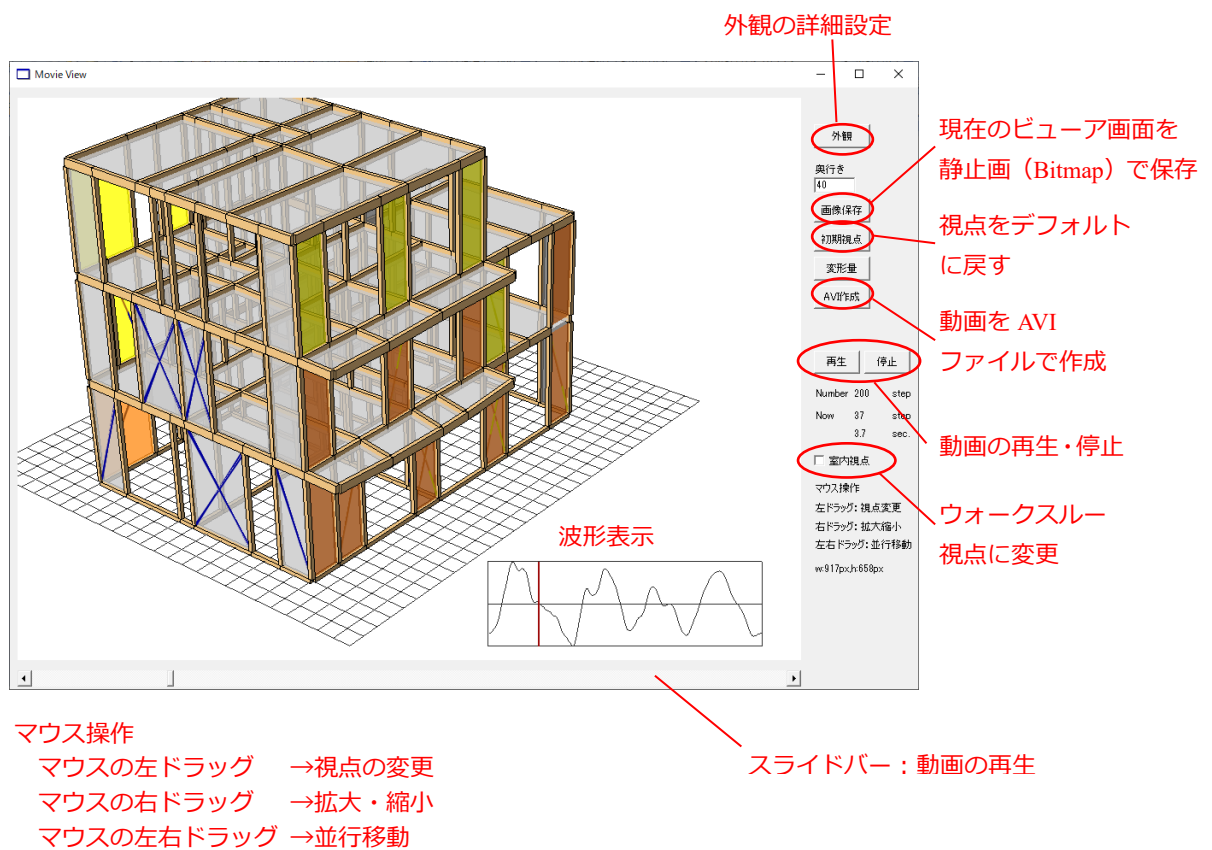 外観の詳細設定
Movie View
外観
奥行き
40
画像保存
初期視点
変形量
AVI作成
再生
停止
Number 200 step
Now 37 step
3.7 sec.
室内視点
マウス操作
左ドラッグ:視点変更
右ドラッグ:拡大縮小
左右ドラッグ:並行移動
w:917px,h:658px
現在のビューア画面を
静止画（Bitmap）で保存
視点をデフォルト
に戻す
動画を AVI
ファイルで作成
動画の再生・停止
ウォークスルー
視点に変更
波形表示
スライドバー：動画の再生
マウス操作
マウスの左ドラッグ →視点の変更
マウスの右ドラッグ →拡大・縮小
マウスの左右ドラッグ →並行移動